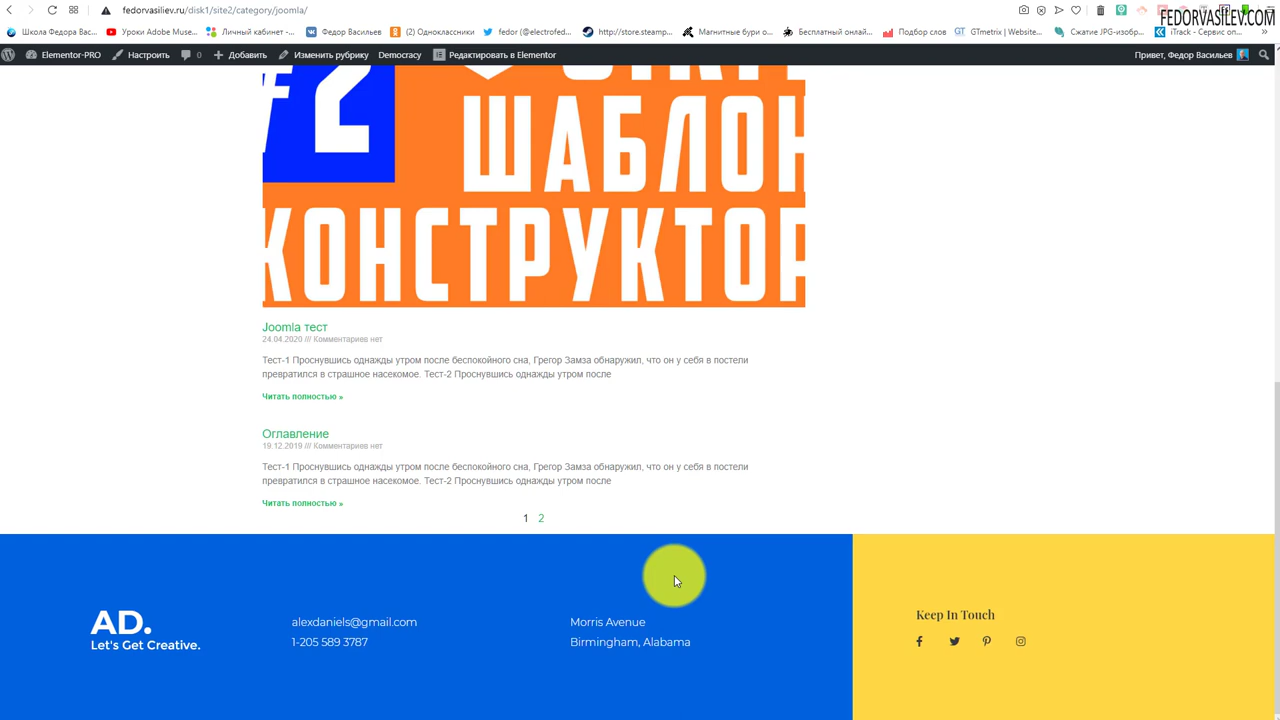 fedorvasiliev.ru/disk1/site2/category/joomla/
FEDORVASILEV.COM
Школа Федора Вас...
Уроки Adobe Muse...
Личный кабинет -...
Федор Васильев
(2) Одноклассники
fedor (@electrofed...
http://store.steamp...
Магнитные бури о...
Бесплатный онлай...
Подбор слов
GTmetrix | Website...
Сжатие JPG-изобр...
iTrack - Сервис оп...
Elementor-PRO
Настроить
0
Добавить
Изменить рубрику
Democracy
Редактировать в Elementor
Привет, Федор Васильев
#2
ШАБЛОН
КОНСТРУКТОР
Joomla тест
24.04.2020 /// Комментариев нет
Тест-1 Проснувшись однажды утром после беспокойного сна, Грегор Замза обнаружил, что он у себя в постели
превратился в страшное насекомое. Тест-2 Проснувшись однажды утром после
Читать полностью »
Оглавление
19.12.2019 /// Комментариев нет
Тест-1 Проснувшись однажды утром после беспокойного сна, Грегор Замза обнаружил, что он у себя в постели
превратился в страшное насекомое. Тест-2 Проснувшись однажды утром после
Читать полностью »
1 2
AD.
Let's Get Creative.
alexdaniels@gmail.com
1-205 589 3787
Morris Avenue
Birmingham, Alabama
Keep In Touch